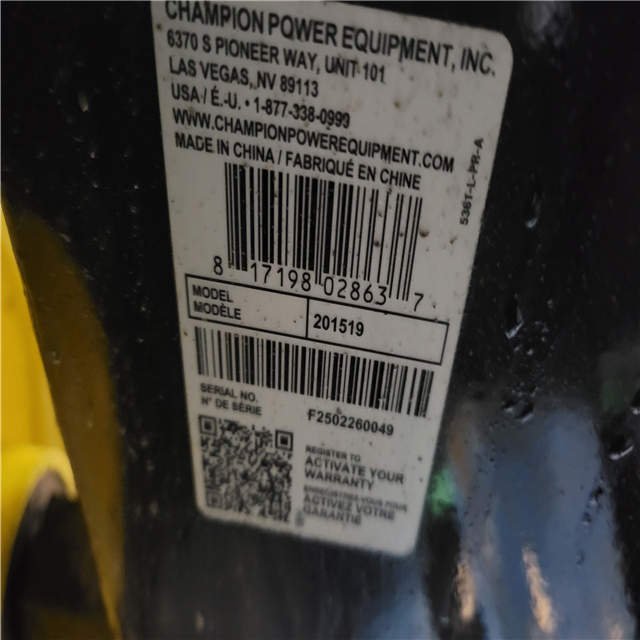 CHAMPION POWER EQUIPMENT, INC.
6370 S PIONEER WAY, UNIT 101
LAS VEGAS, NV 89113
USA / É.-U. • 1-877-338-0999
WWW.CHAMPIONPOWEREQUIPMENT.COM
MADE IN CHINA / FABRIQUÉ EN CHINE
536T-L-PR-A
8 17198 02863 7
MODEL
MODÈLE
201519
SERIAL NO.
N° DE SÉRIE
F2502260049
REGISTER TO
ACTIVATE YOUR
WARRANTY
ENREGISTREZ-VOUS POUR
ACTIVEZ VOTRE
GARANTIE